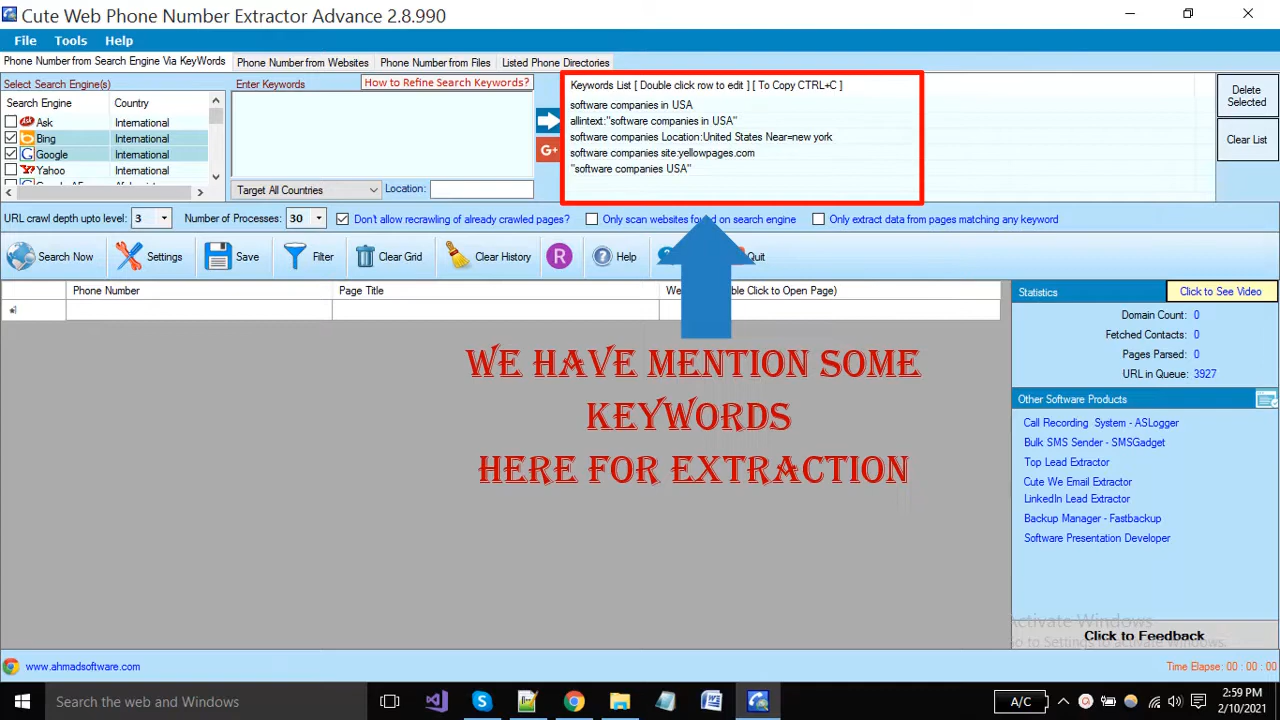 Cute Web Phone Number Extractor Advance 2.8.990
File Tools Help
Phone Number from Search Engine Via KeyWords Phone Number from Websites Phone Number from Files Listed Phone Directories
Select Search Engine(s)
Search Engine Country
Ask International
Bing International
Google International
Yahoo International
Enter Keywords
How to Refine Search Keywords?
Target All Countries
Location:
G+
Keywords List [ Double click row to edit ] [ To Copy CTRL+C ]
software companies in USA
allintext:"software companies in USA"
software companies Location:United States Near=new york
software companies site:yellowpages.com
"software companies USA"
Delete
Selected
Clear List
URL crawl depth upto level: 3 Number of Processes: 30 Don't allow recrawling of already crawled pages? Only scan websites found on search engine Only extract data from pages matching any keyword
Search Now Settings Save Filter Clear Grid Clear History R Help Quit
Phone Number Page Title We ble Click to Open Page)
WE HAVE MENTION SOME
KEYWORDS
HERE FOR EXTRACTION
Statistics Click to See Video
Domain Count: 0
Fetched Contacts: 0
Pages Parsed: 0
URL in Queue: 3927
Other Software Products
Call Recording System - ASLogger
Bulk SMS Sender - SMSGadget
Top Lead Extractor
Cute We Email Extractor
LinkedIn Lead Extractor
Backup Manager - Fastbackup
Software Presentation Developer
Activate Windows
Go to Settings to activate Windows.
Click to Feedback
www.ahmadsoftware.com
Time Elapse: 00 : 00 : 00
Search the web and Windows
A/C
2:59 PM
2/10/2021